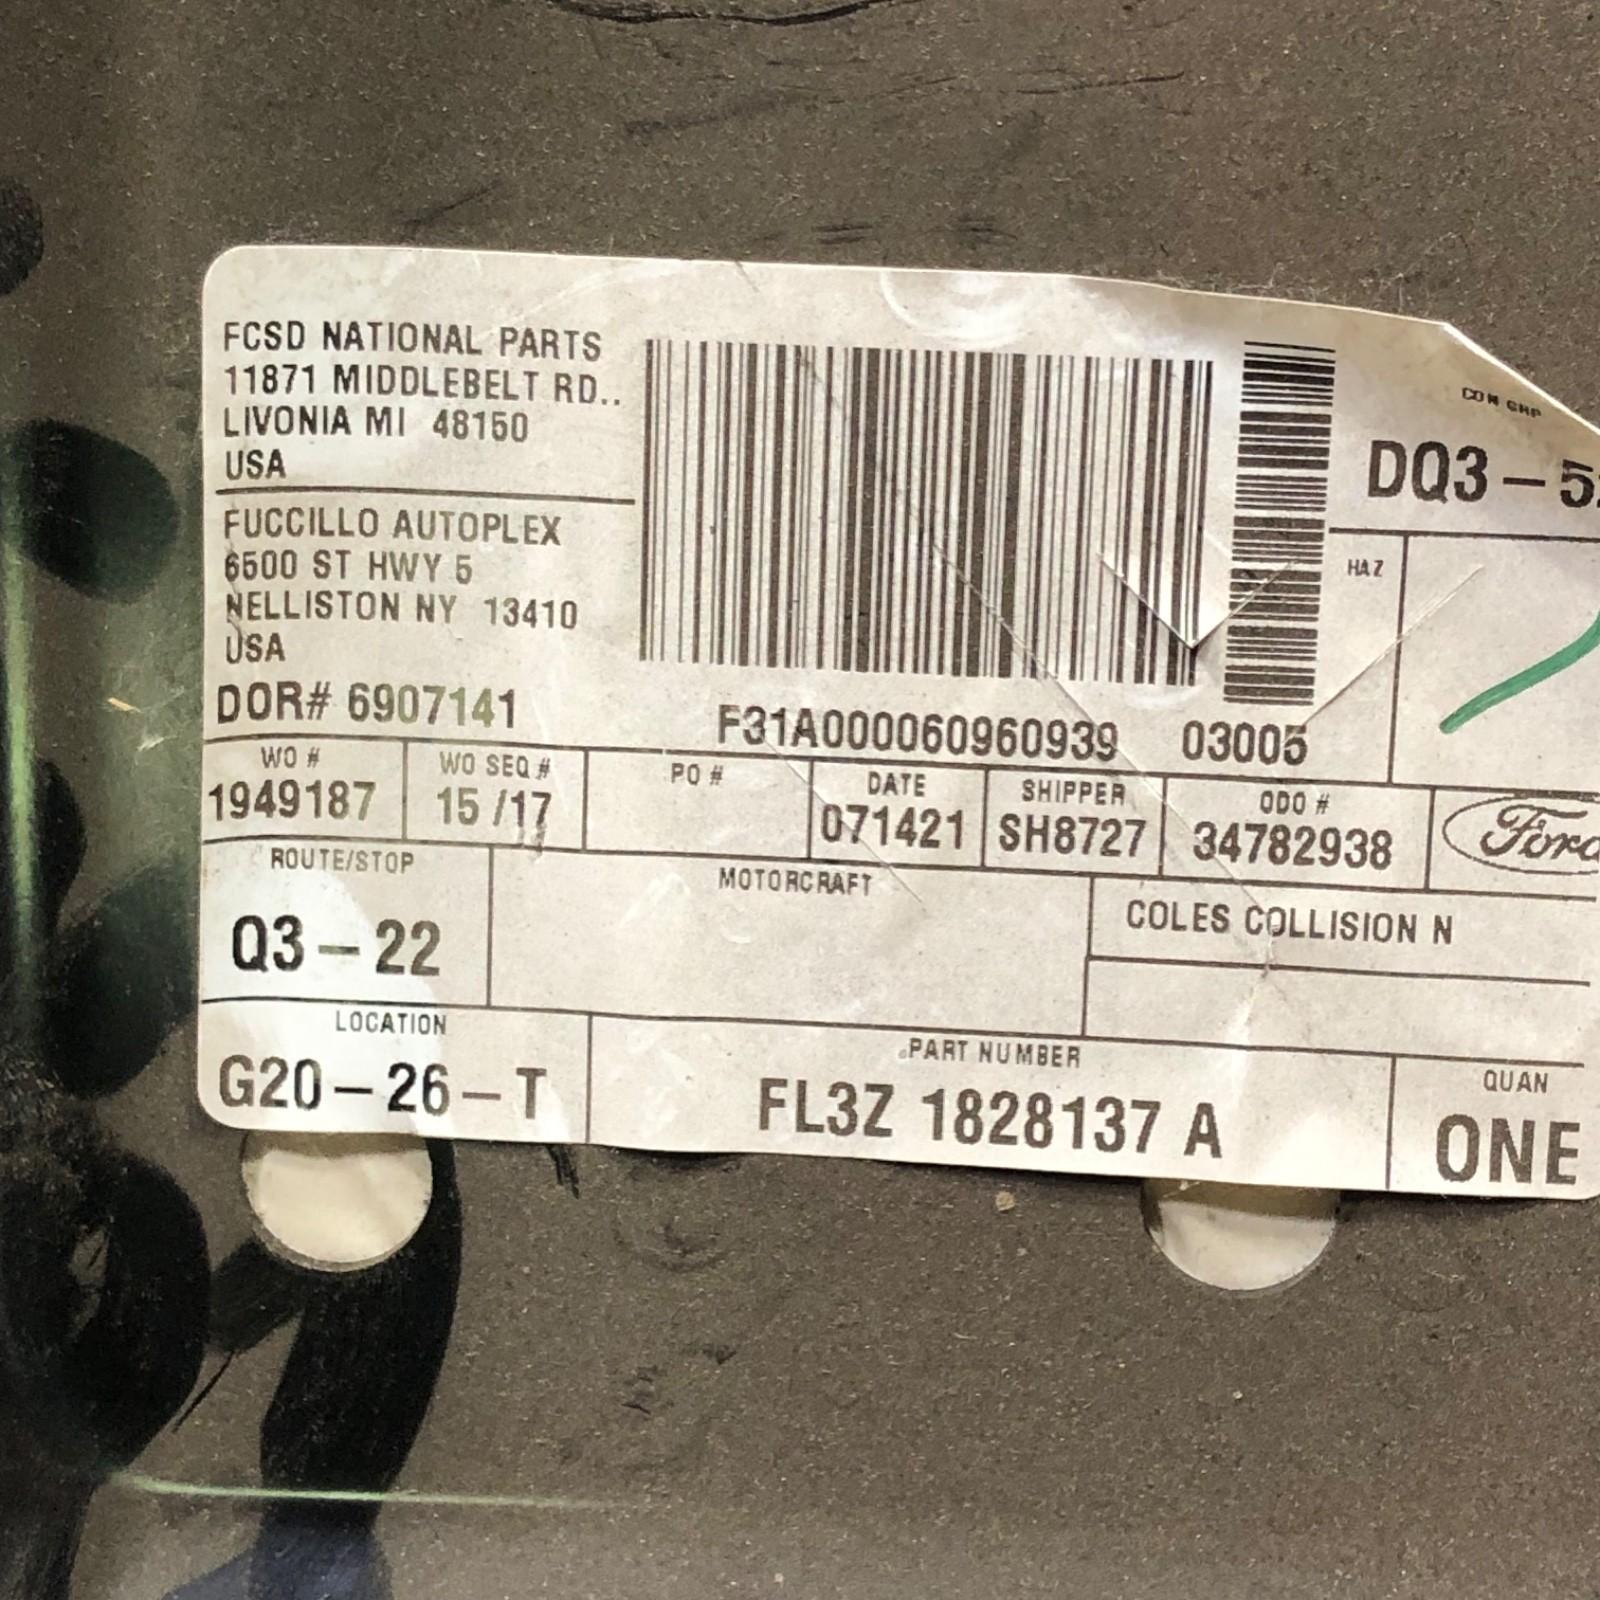 FCSD NATIONAL PARTS
11871 MIDDLEBELT RD..
LIVONIA MI 48150
USA
FUCCILLO AUTOPLEX
6500 ST HWY 5
NELLISTON NY 13410
USA
DOR# 6907141
F31A000060960939 03005
CON GRP
DQ3-5
HAZ
WO #
1949187
WO SEQ #
15 /17
PO #
DATE
071421
SHIPPER
SH8727
ODO #
34782938
Ford
ROUTE/STOP
Q3-22
MOTORCRAFT
COLES COLLISION N
LOCATION
G20-26-T
PART NUMBER
FL3Z 1828137 A
QUAN
ONE